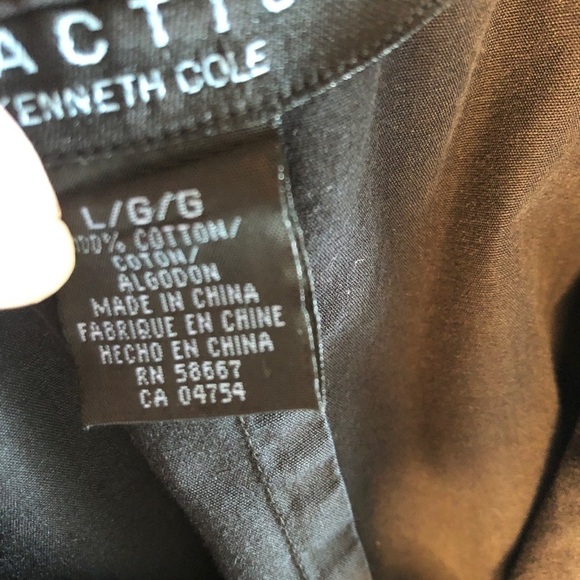 ACTI
KENNETH COLE
L/G/G
100% COTTON/
COTON/
ALGODON
MADE IN CHINA
FABRIQUE EN CHINE
HECHO EN CHINA
RN 58667
CA 04754